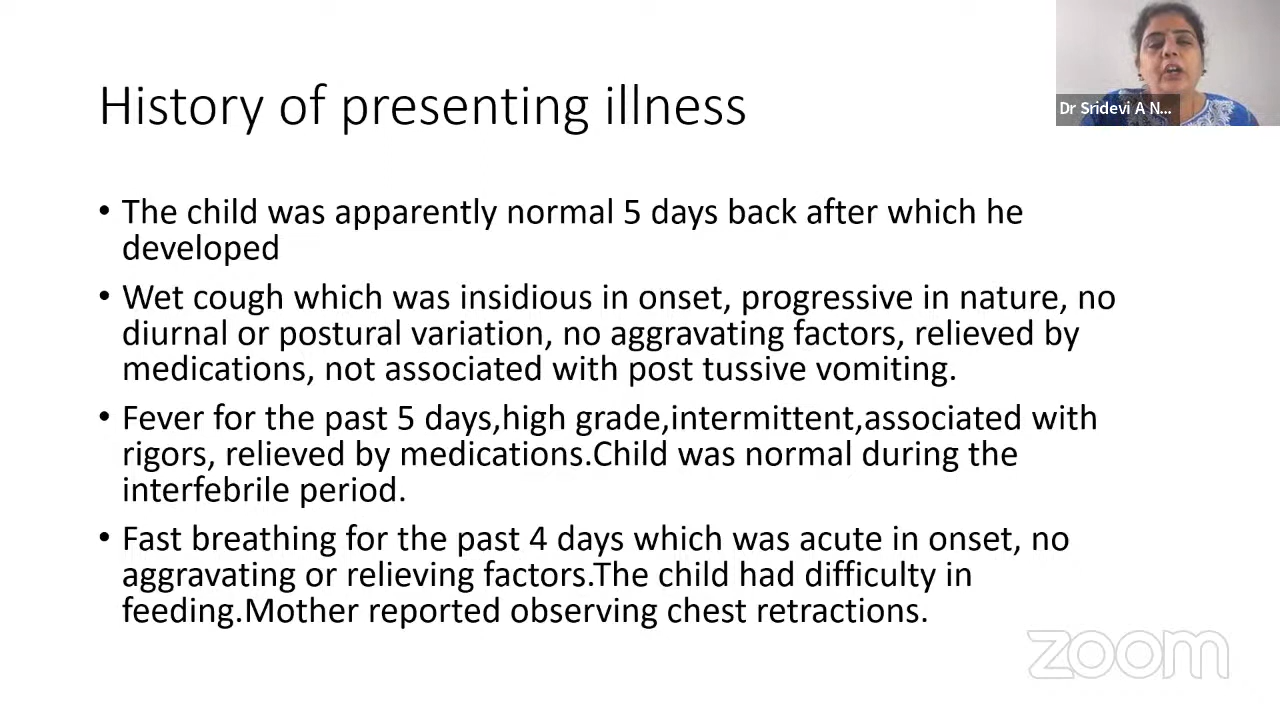 History of presenting illness
Dr Sridevi A N...
• The child was apparently normal 5 days back after which he
developed
• Wet cough which was insidious in onset, progressive in nature, no
diurnal or postural variation, no aggravating factors, relieved by
medications, not associated with post tussive vomiting.
• Fever for the past 5 days,high grade,intermittent,associated with
rigors, relieved by medications.Child was normal during the
interfebrile period.
• Fast breathing for the past 4 days which was acute in onset, no
aggravating or relieving factors.The child had difficulty in
feeding.Mother reported observing chest retractions.
zoom